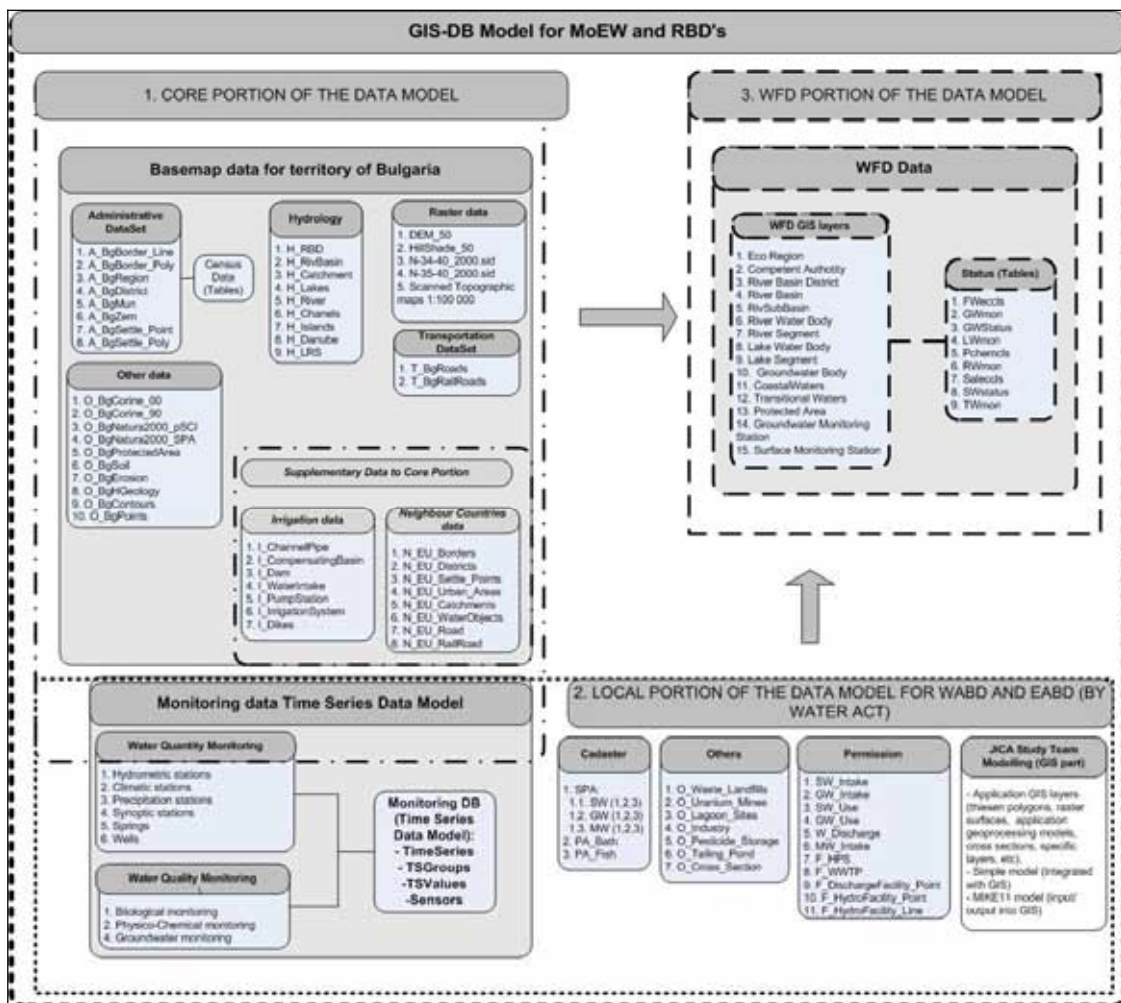 GIS-DB Model for MoEW and RBD's
1. CORE PORTION OF THE DATA MODEL
Basemap data for territory of Bulgaria
Administrative
DataSet
1. A_BgBorder_Line
2. A_BgBorder_Poly
3. A_BgRegion
4. A_BgDistrict
5. A_BgMun
6. A_BgZem
7. A_BgSettle_Point
8. A_BgSettle_Poly
Census
Data
(Tables)
Hydrology
1. H_RBD
2. H_RivBasin
3. H_Catchment
4. H_Lakes
5. H_River
6. H_Chanels
7. H_Islands
8. H_Danube
9. H_LRS
Raster data
1. DEM_50
2. HillShade_50
3. N-34-40_2000.sid
4. N-35-40_2000.sid
5. Scanned Topographic
maps 1:100 000
Transportation
DataSet
1. T_BgRoads
2. T_BgRailRoads
Other data
1. O_BgCorine_00
2. O_BgCorine_90
3. O_BgNatura2000_pSCI
4. O_BgNatura2000_SPA
5. O_BgProtectedArea
6. O_BgSoil
7. O_BgErosion
8. O_BgHGeology
9. O_BgContours
10. O_BgPoints
Supplementary Data to Core Portion
Irrigation data
1. I_ChannelPipe
2. I_CompensatingBasin
3. I_Dam
4. I_WaterIntake
5. I_PumpStation
6. I_IrrigationSystem
7. I_Dikes
Neighbour Countries
data
1. N_EU_Borders
2. N_EU_Districts
3. N_EU_Settle_Points
4. N_EU_Urban_Areas
5. N_EU_Catchments
6. N_EU_WaterObjects
7. N_EU_Road
8. N_EU_RailRoad
3. WFD PORTION OF THE DATA MODEL
WFD Data
WFD GIS layers
1. Eco Region
2. Competent Authotity
3. River Basin District
4. River Basin
5. RivSubBasin
6. River Water Body
7. River Segment
8. Lake Water Body
9. Lake Segment
10. Groundwater Body
11. CoastalWaters
12. Transitional Waters
13. Protected Area
14. Groundwater Monitoring
Station
15. Surface Monitoring Station
Status (Tables)
1. FWeccls
2. GWmon
3. GWStatus
4. LWmon
5. Pchemcls
6. RWmon
7. Saleccls
8. SWstatus
9. TWmon
Monitoring data Time Series Data Model
Water Quantity Monitoring
1. Hydrometric stations
2. Climatic stations
3. Precipitation stations
4. Synoptic stations
5. Springs
6. Wells
Water Quality Monitoring
1. Biological monitoring
2. Physico-Chemical monitoring
4. Groundwater monitoring
Monitoring DB
(Time Series
Data Model):
- TimeSeries
- TSGroups
-TSValues
-Sensors
2. LOCAL PORTION OF THE DATA MODEL FOR WABD AND EABD (BY
WATER ACT)
Cadaster
1. SPA:
1.1. SW (1,2,3)
1.2. GW (1,2,3)
1.3. MW (1,2,3)
2. PA_Bath
3. PA_Fish
Others
1. O_Waste_Landfills
2. O_Uranium_Mines
3. O_Lagoon_Sites
4. O_Industry
5. O_Pesticide_Storage
6. O_Tailing_Pond
7. O_Cross_Section
Permission
1. SW_Intake
2. GW_Intake
3. SW_Use
4. GW_Use
5. W_Discharge
6. MW_Intake
7. F_HPS
8. F_WWTP
9. F_DischargeFacility_Point
10. F_HydroFacility_Point
11. F_HydroFacility_Line
JICA Study Team
Modelling (GIS part)
- Application GIS layers
(thiesen polygons, raster
surfaces, application
geoprocessing models,
cross sections, specific
layers, etc).
- Simple model (integrated
with GIS)
- MIKE11 model (input/
output into GIS)